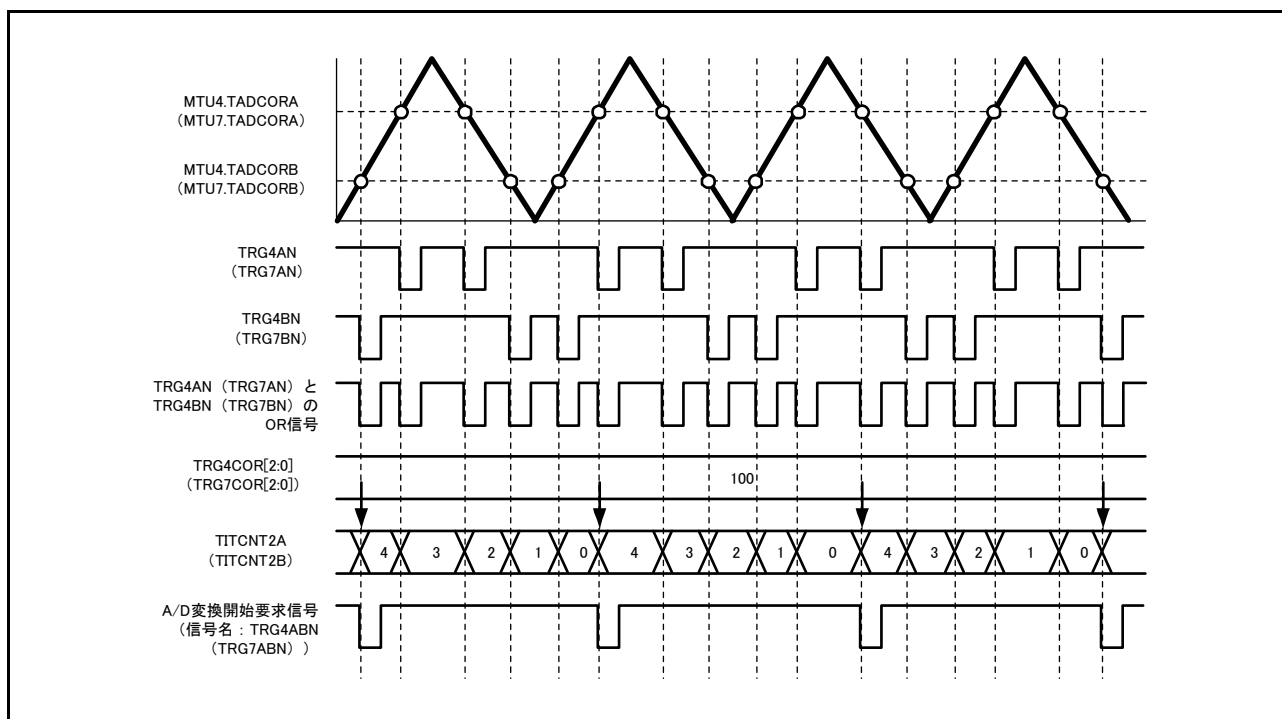 MTU4.TADCORA
（MTU7.TADCORA）
MTU4.TADCORB
（MTU7.TADCORB）
TRG4AN
（TRG7AN）
TRG4BN
（TRG7BN）
TRG4AN（TRG7AN）と
TRG4BN（TRG7BN）の
OR信号
TRG4COR[2:0]
（TRG7COR[2:0]）
100
TITCNT2A
（TITCNT2B）
4 3 2 1 0 4 3 2 1 0 4 3 2 1 0
A/D変換開始要求信号
（信号名：TRG4ABN
（TRG7ABN））